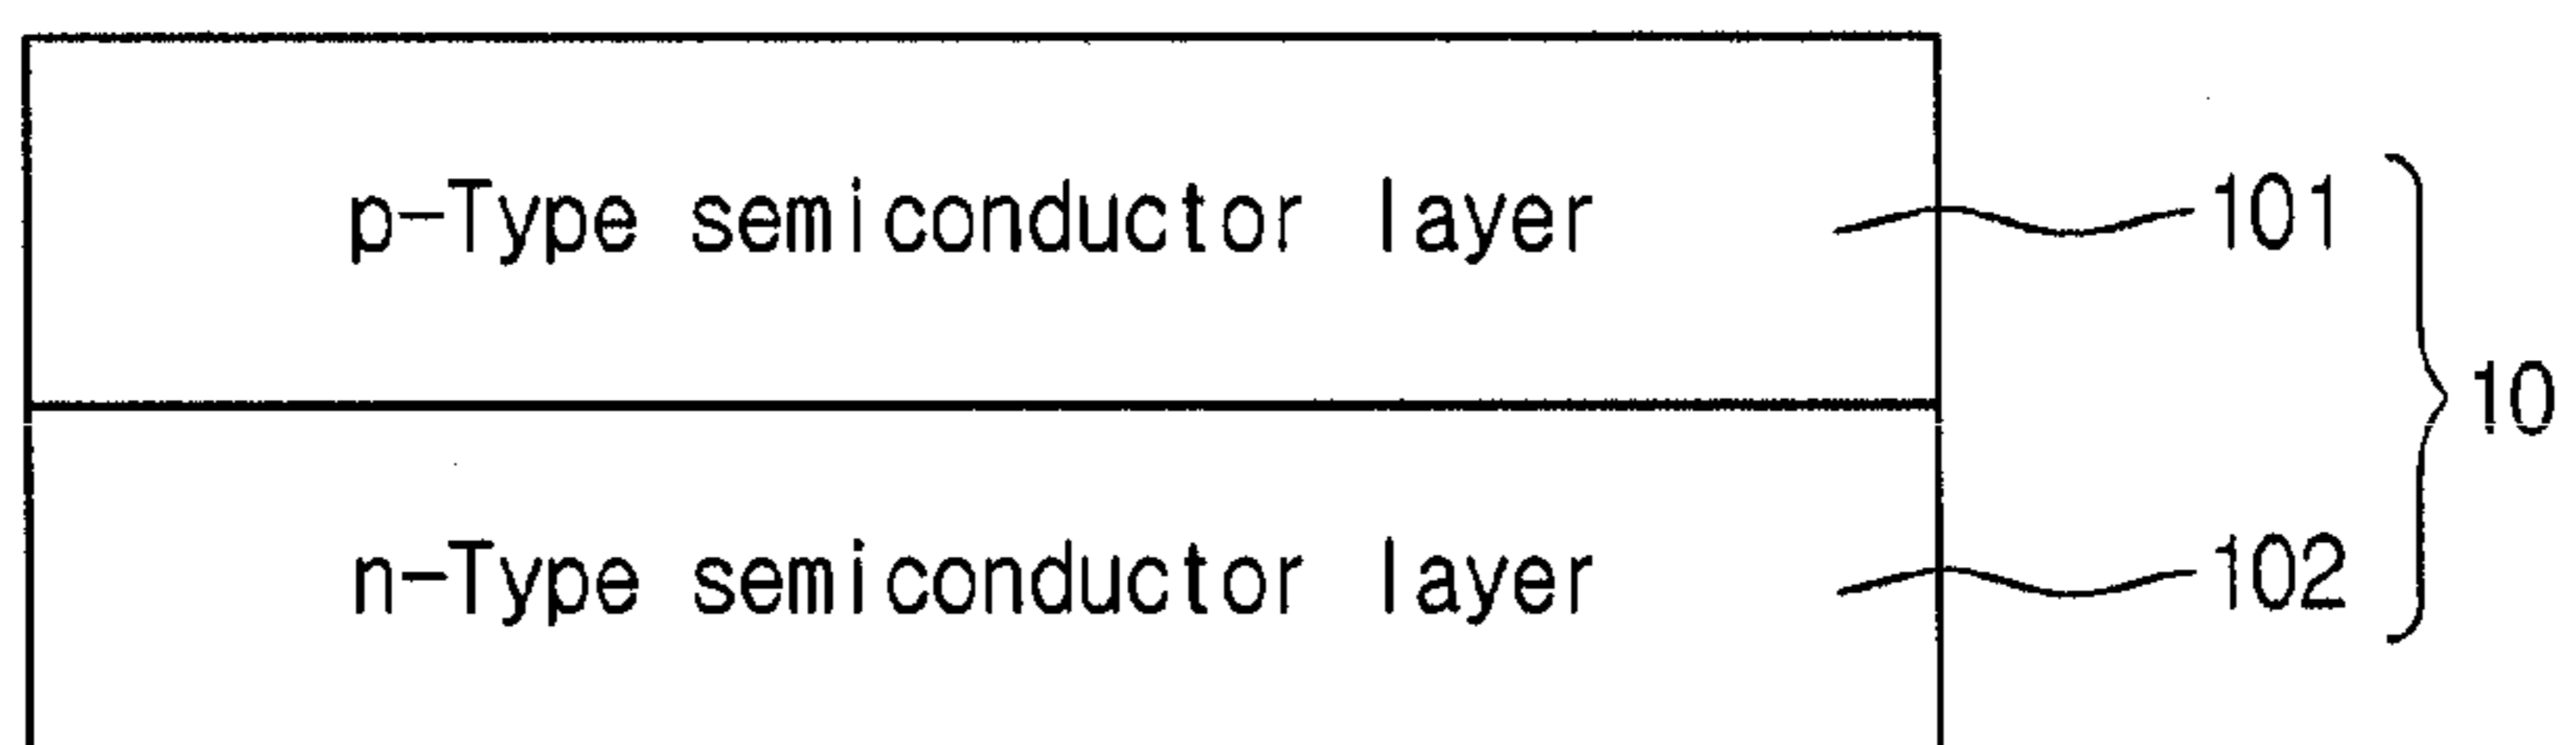 p-Type semiconductor layer 101
10
n-Type semiconductor layer 102